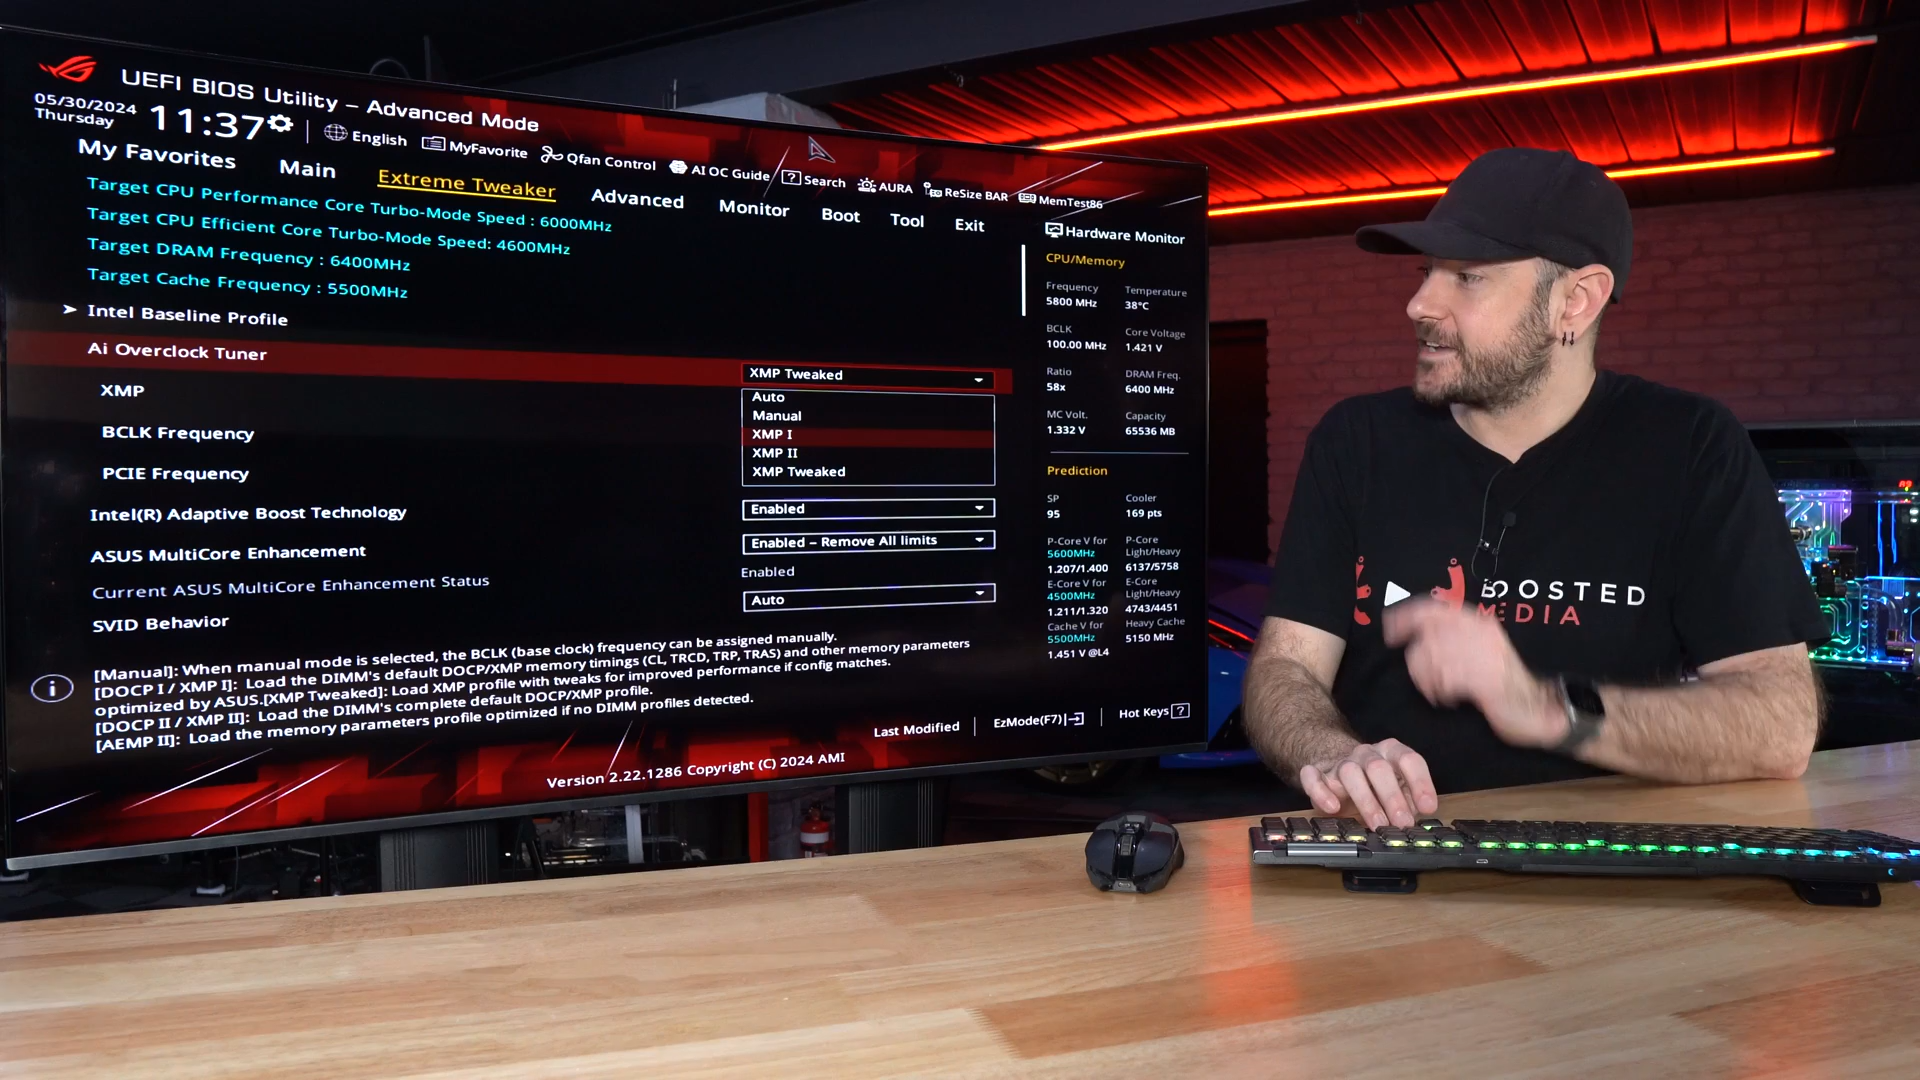 UEFI BIOS Utility – Advanced Mode
05/30/2024
Thursday
11:37
English
MyFavorite
Qfan Control
AI OC Guide
Search
AURA
ReSize BAR
MemTest86
My Favorites
Main
Extreme Tweaker
Advanced
Monitor
Boot
Tool
Exit
Target CPU Performance Core Turbo-Mode Speed : 6000MHz
Target CPU Efficient Core Turbo-Mode Speed: 4600MHz
Target DRAM Frequency : 6400MHz
Target Cache Frequency : 5500MHz
Intel Baseline Profile
Ai Overclock Tuner
XMP Tweaked
Auto
Manual
XMP I
XMP II
XMP Tweaked
XMP
BCLK Frequency
PCIE Frequency
Intel(R) Adaptive Boost Technology
Enabled
ASUS MultiCore Enhancement
Enabled – Remove All limits
Current ASUS MultiCore Enhancement Status
Enabled
SVID Behavior
Auto
[Manual]: When manual mode is selected, the BCLK (base clock) frequency can be assigned manually.
[DOCP I / XMP I]: Load the DIMM's default DOCP/XMP memory timings (CL, TRCD, TRP, TRAS) and other memory parameters
optimized by ASUS.[XMP Tweaked]: Load XMP profile with tweaks for improved performance if config matches.
[DOCP II / XMP II]: Load the DIMM's complete default DOCP/XMP profile.
[AEMP II]: Load the memory parameters profile optimized if no DIMM profiles detected.
Last Modified
EzMode(F7)
Hot Keys ?
Version 2.22.1286 Copyright (C) 2024 AMI
Hardware Monitor
CPU/Memory
Frequency Temperature
5800 MHz 38°C
BCLK Core Voltage
100.00 MHz 1.421 V
Ratio DRAM Freq.
58x 6400 MHz
MC Volt. Capacity
1.332 V 65536 MB
Prediction
SP Cooler
95 169 pts
P-Core V for P-Core
5600MHz Light/Heavy
1.207/1.400 6137/5758
E-Core V for E-Core
4500MHz Light/Heavy
1.211/1.320 4743/4451
Cache V for Heavy Cache
5500MHz 5150 MHz
1.451 V @L4
BOOSTED
MEDIA